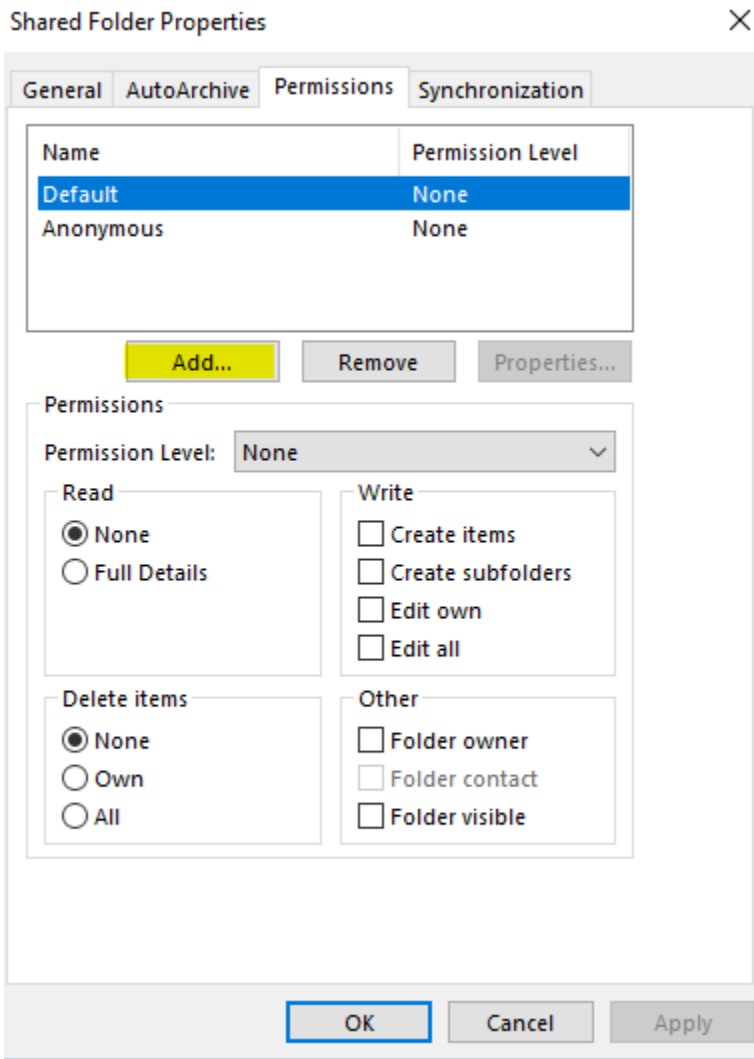 Shared Folder Properties
General AutoArchive Permissions Synchronization
Name Permission Level
Default None
Anonymous None
Add... Remove Properties...
Permissions
Permission Level: None
Read Write
None Create items
Full Details Create subfolders
Edit own
Edit all
Delete items Other
None Folder owner
Own Folder contact
All Folder visible
OK Cancel Apply